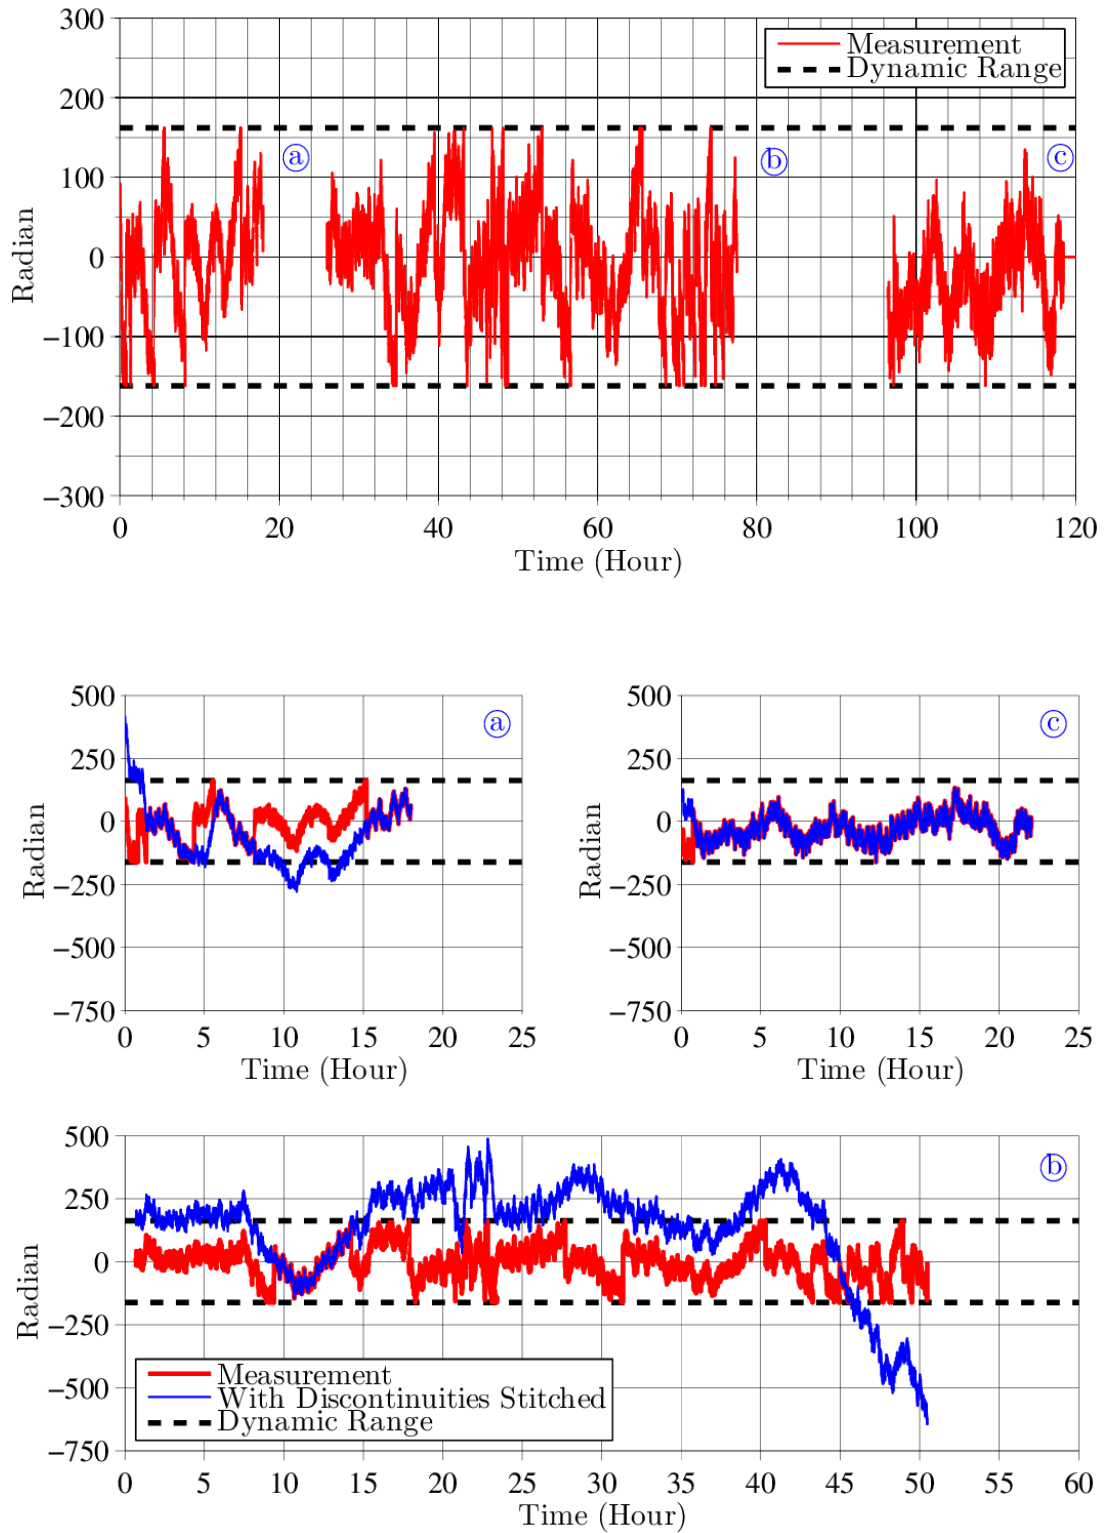 300
200
100
0
−100
−200
−300
Radian
Measurement
Dynamic Range
ⓐ
ⓑ
ⓒ
0 20 40 60 80 100 120
Time (Hour)
500
250
0
−250
−500
−750
Radian
ⓐ
0 5 10 15 20 25
Time (Hour)
500
250
0
−250
−500
−750
Radian
ⓒ
0 5 10 15 20 25
Time (Hour)
500
250
0
−250
−500
−750
Radian
ⓑ
Measurement
With Discontinuities Stitched
Dynamic Range
0 5 10 15 20 25 30 35 40 45 50 55 60
Time (Hour)